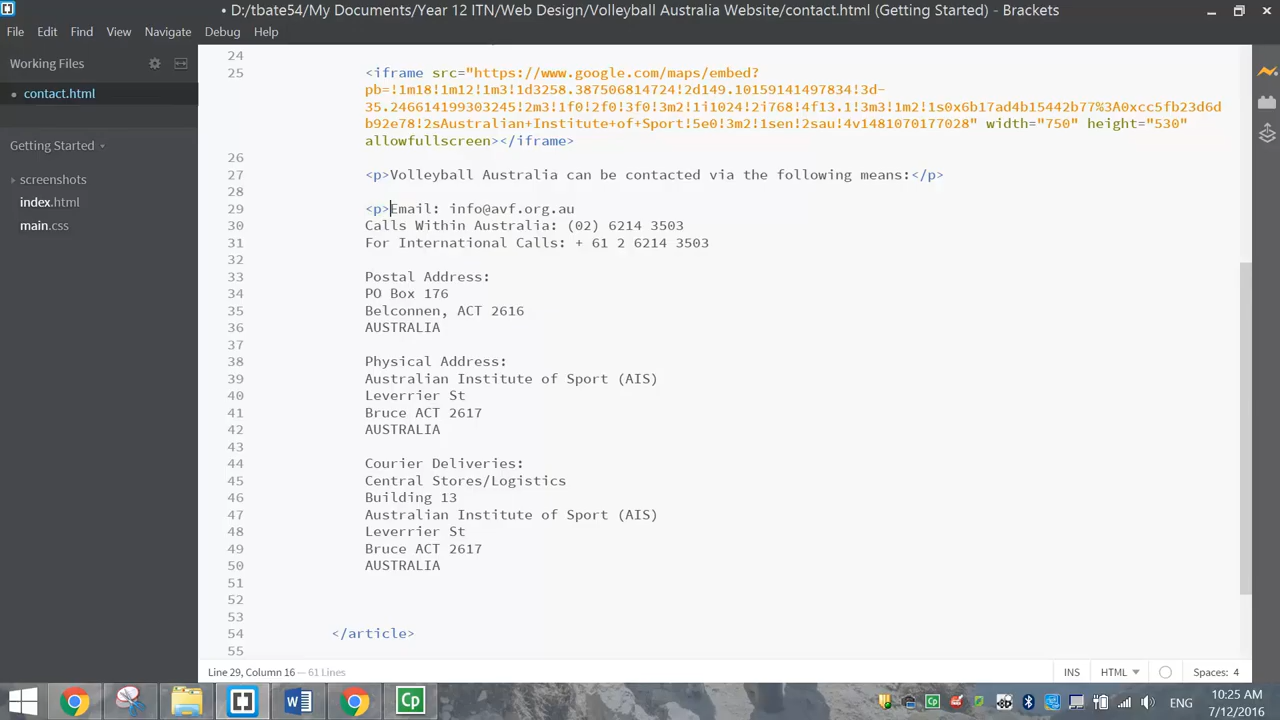 • D:/tbate54/My Documents/Year 12 ITN/Web Design/Volleyball Australia Website/contact.html (Getting Started) - Brackets
File Edit Find View Navigate Debug Help
Working Files
• contact.html
Getting Started
screenshots
index.html
main.css
24
25 <iframe src="https://www.google.com/maps/embed?
pb=!1m18!1m12!1m3!1d3258.387506814724!2d149.10159141497834!3d-
35.246614199303245!2m3!1f0!2f0!3f0!3m2!1i1024!2i768!4f13.1!3m3!1m2!1s0x6b17ad4b15442b77%3A0xcc5fb23d6d
b92e78!2sAustralian+Institute+of+Sport!5e0!3m2!1sen!2sau!4v1481070177028" width="750" height="530"
allowfullscreen></iframe>
26
27 <p>Volleyball Australia can be contacted via the following means:</p>
28
29 <p>Email: info@avf.org.au
30 Calls Within Australia: (02) 6214 3503
31 For International Calls: + 61 2 6214 3503
32
33 Postal Address:
34 PO Box 176
35 Belconnen, ACT 2616
36 AUSTRALIA
37
38 Physical Address:
39 Australian Institute of Sport (AIS)
40 Leverrier St
41 Bruce ACT 2617
42 AUSTRALIA
43
44 Courier Deliveries:
45 Central Stores/Logistics
46 Building 13
47 Australian Institute of Sport (AIS)
48 Leverrier St
49 Bruce ACT 2617
50 AUSTRALIA
51
52
53
54 </article>
55
Line 29, Column 16 — 61 Lines
INS HTML Spaces: 4
Cp
ENG
10:25 AM
7/12/2016